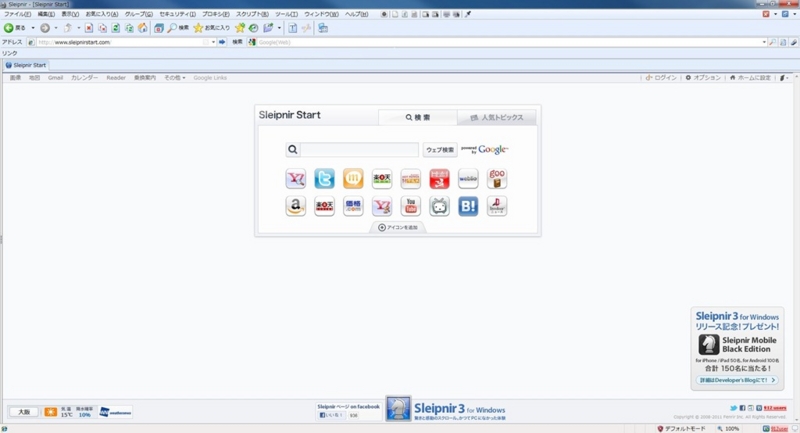 Sleipnir - [Sleipnir Start]
ファイル(F) 編集(E) 表示(V) お気に入り(A) グループ(G) セキュリティ(S) プロキシ(P) スクリプト(R) ツール(T) ウィンドウ(W) ヘルプ(H)
戻る 検索 お気に入り
アドレス http://www.sleipnirstart.com 検索 Google(Web)
リンク
Sleipnir Start
画像 地図 Gmail カレンダー Reader 乗換案内 その他 Google Links ログイン オプション ホームに設定
Sleipnir Start 検索 人気トピックス
ウェブ検索 powered by Google
楽天 goo
楽天 価格.com You Tube B!
アイコンを追加
Sleipnir 3 for Windows
リリース記念!プレゼント!
Sleipnir Mobile
Black Edition
for iPhone / iPad 50名, for Android 100名
合計 150名に当たる!
詳細はDeveloper's Blogにて!
大阪 気温 15℃ 降水確率 10%
Sleipnir ページ on facebook
いいね!
Sleipnir 3 for Windows
Copyright © 2008-2011 Fenrir Inc. All Rights Reserved.
デフォルトモード 100%